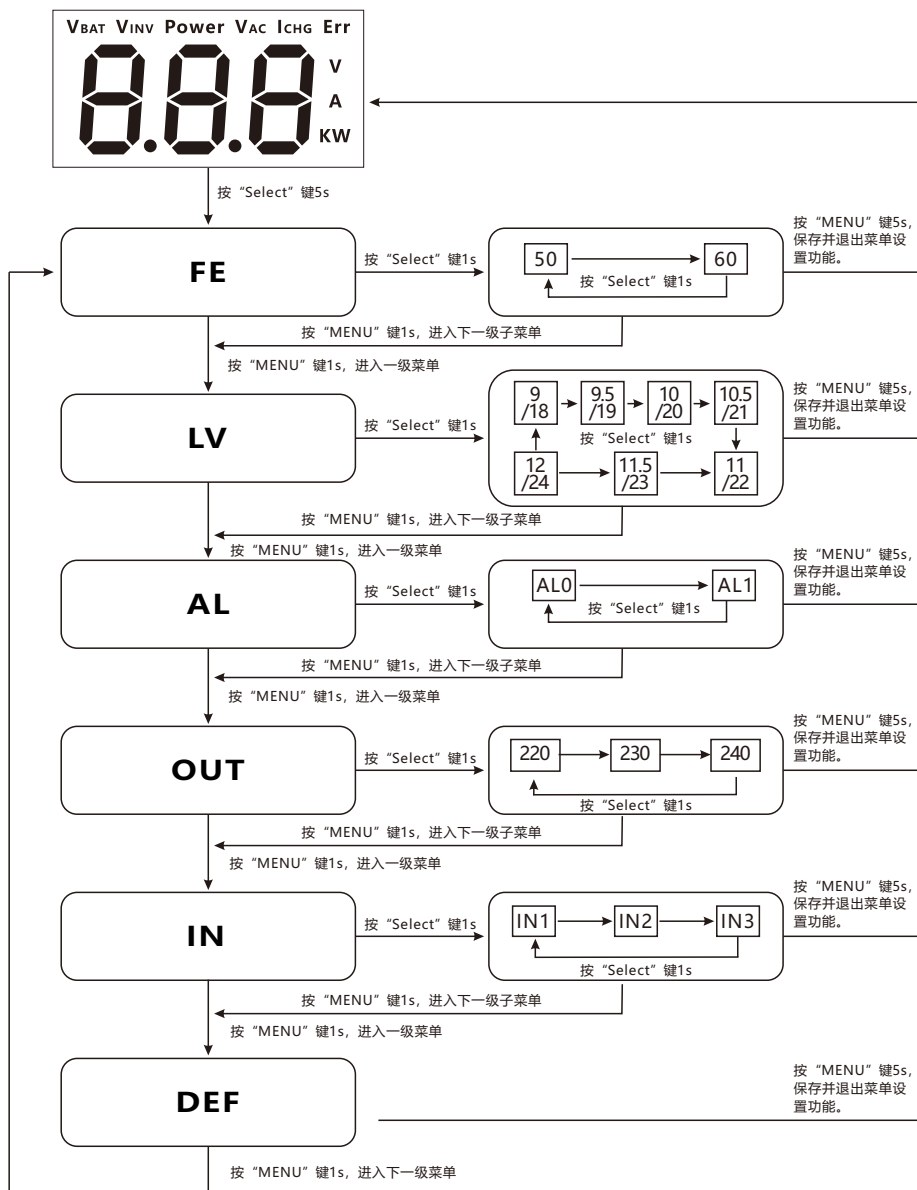 VBAT VINV Power VAC ICHG Err
8.8.8
V
A
KW
按“Select”键5s
FE
按“Select”键1s
50
60
按“Select”键1s
按“MENU”键5s,
保存并退出菜单设
置功能。
按“MENU”键1s, 进入下一级子菜单
按“MENU”键1s, 进入一级菜单
LV
按“Select”键1s
9
/18
9.5
/19
10
/20
10.5
/21
按“Select”键1s
12
/24
11.5
/23
11
/22
按“MENU”键5s,
保存并退出菜单设
置功能。
按“MENU”键1s, 进入下一级子菜单
按“MENU”键1s, 进入一级菜单
AL
按“Select”键1s
AL0
AL1
按“Select”键1s
按“MENU”键5s,
保存并退出菜单设
置功能。
按“MENU”键1s, 进入下一级子菜单
按“MENU”键1s, 进入一级菜单
OUT
按“Select”键1s
220
230
240
按“Select”键1s
按“MENU”键5s,
保存并退出菜单设
置功能。
按“MENU”键1s, 进入下一级子菜单
按“MENU”键1s, 进入一级菜单
IN
按“Select”键1s
IN1
IN2
IN3
按“Select”键1s
按“MENU”键5s,
保存并退出菜单设
置功能。
按“MENU”键1s, 进入下一级子菜单
按“MENU”键1s, 进入一级菜单
DEF
按“MENU”键5s,
保存并退出菜单设
置功能。
按“MENU”键1s, 进入下一级菜单